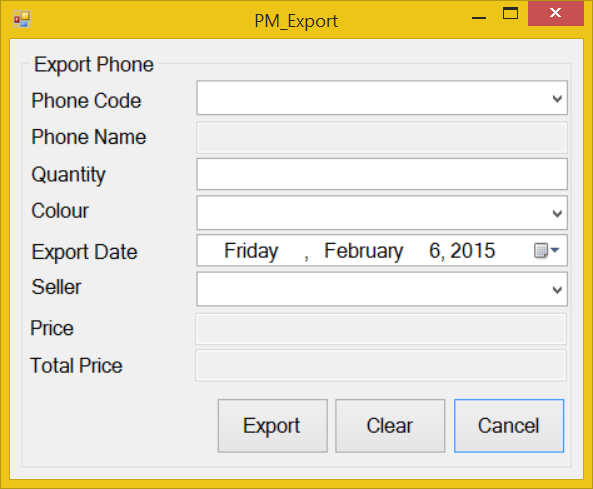 PM_Export
Export Phone
Phone Code
Phone Name
Quantity
Colour
Export Date Friday , February 6, 2015
Seller
Price
Total Price
Export Clear Cancel